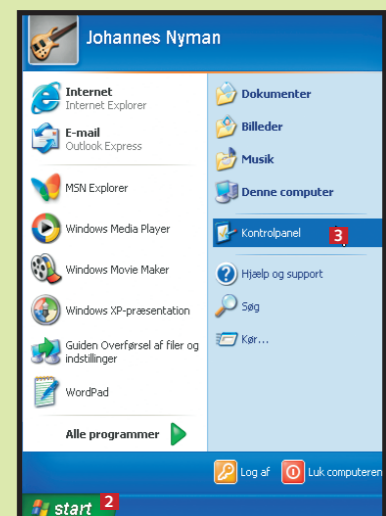 Johannes Nyman
Internet
Internet Explorer
E-mail
Outlook Express
MSN Explorer
Windows Media Player
Windows Movie Maker
Windows XP-præsentation
Guiden Overførsel af filer og
indstillinger
WordPad
Alle programmer
Dokumenter
Billeder
Musik
Denne computer
Kontrolpanel 3
Hjælp og support
Søg
Kør...
Log af Luk computeren
start 2